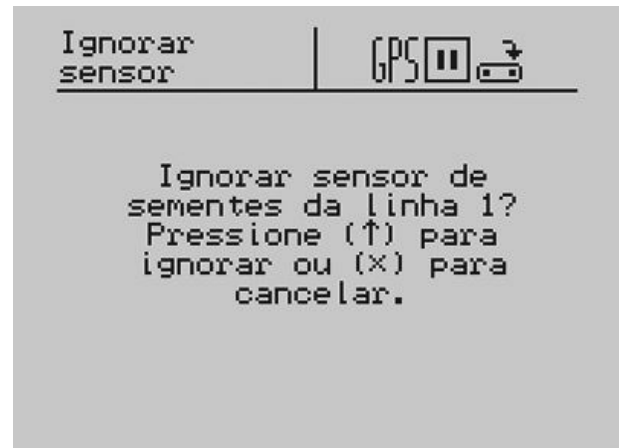 Ignorar
sensor
GPS
Ignorar sensor de
sementes da linha 1?
Pressione (↑) para
ignorar ou (×) para
cancelar.